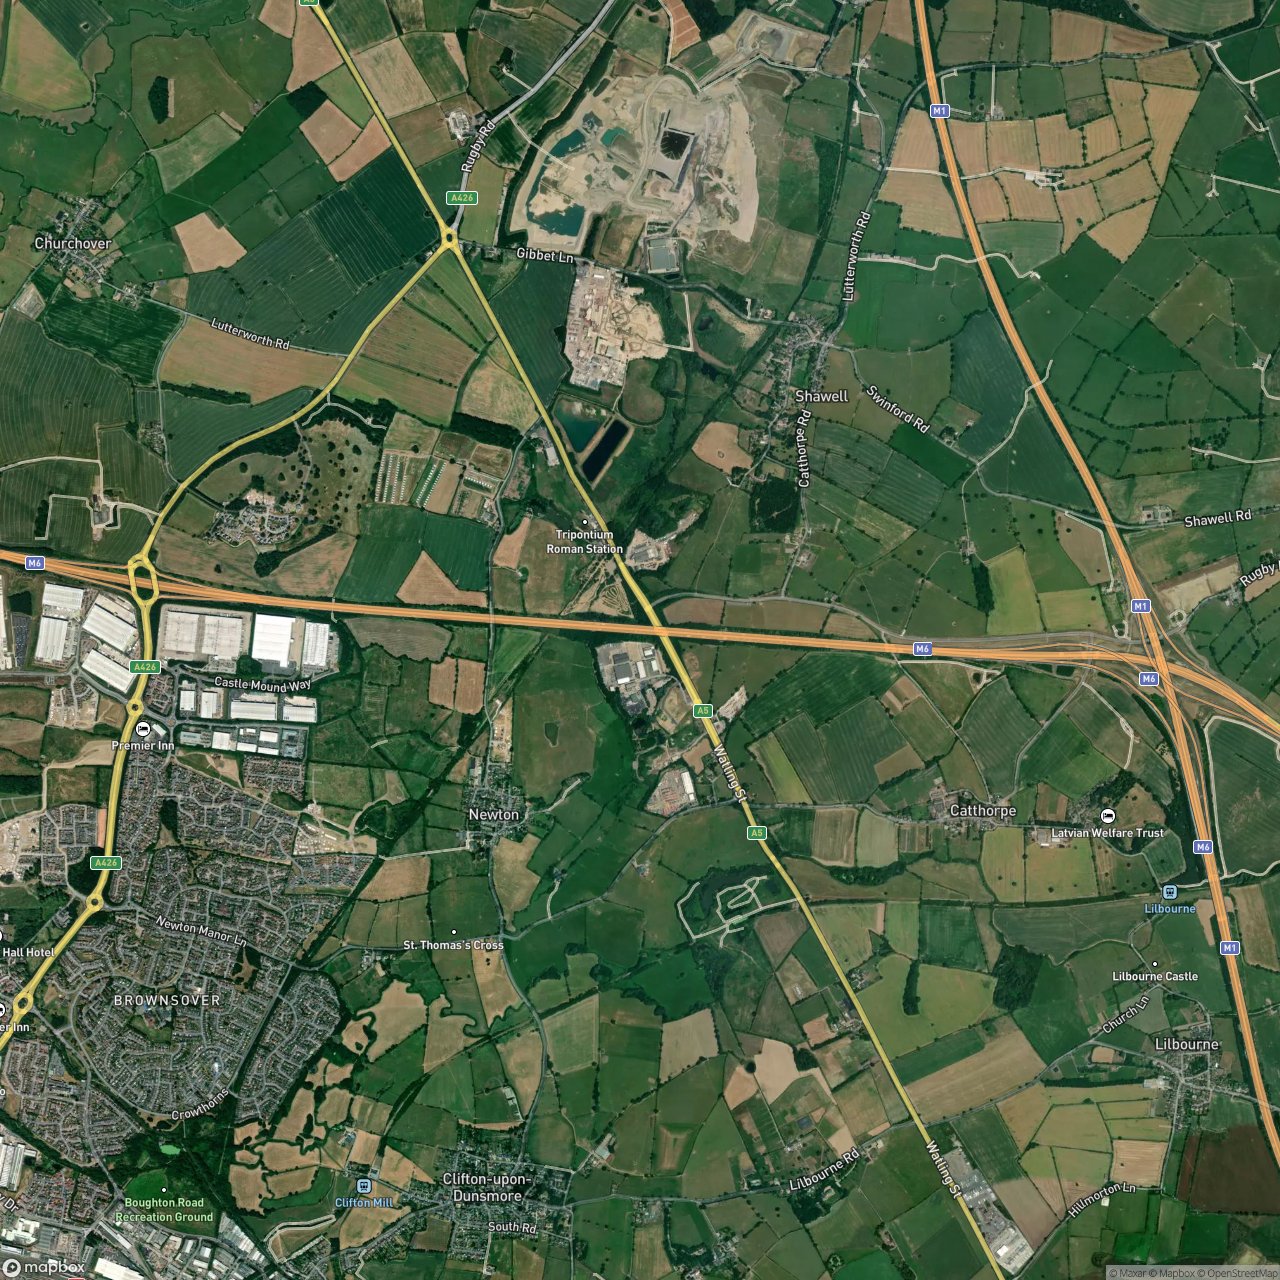 A5
M1
Rugby Rd
A426
Churchover
Gibbet Ln
Lutterworth Rd
Lutterworth Rd
Shawell
Swinford Rd
Catthorpe Rd
Shawell Rd
Tripontium
Roman Station
M6
Rugby
M1
M6
A426
M6
Castle Mound Way
A5
Premier Inn
Watling St
Newton
Catthorpe
A5
Latvian Welfare Trust
M6
A426
Lilbourne
Newton Manor Ln
St. Thomas's Cross
M1
Hall Hotel
Lilbourne Castle
BROWNSOVER
Church Ln
er Inn
Lilbourne
Crowthorns
Watling St
Lilbourne Rd
Clifton Mill
Clifton-upon-
Dunsmore
Hillmorton Ln
Dr
Boughton Road
Recreation Ground
South Rd
mapbox
© Maxar © Mapbox © OpenStreetMap